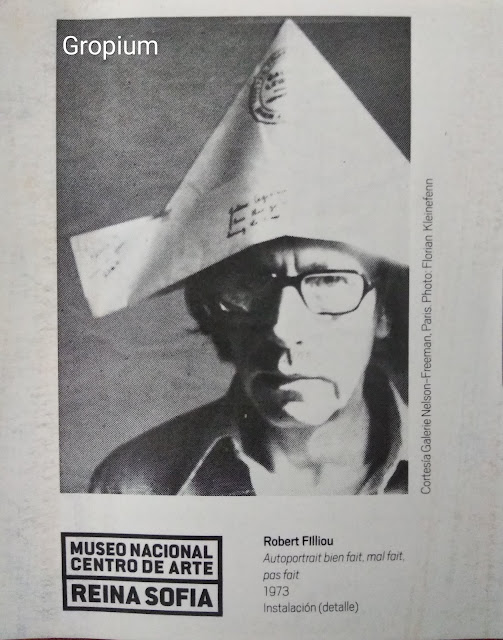 Gropium
Cortesía Galerie Nelson-Freeman, Paris. Photo: Florian Kleinefenn
MUSEO NACIONAL
CENTRO DE ARTE
REINA SOFIA
Robert FIlliou
Autoportrait bien fait, mal fait,
pas fait
1973
Instalación (detalle)